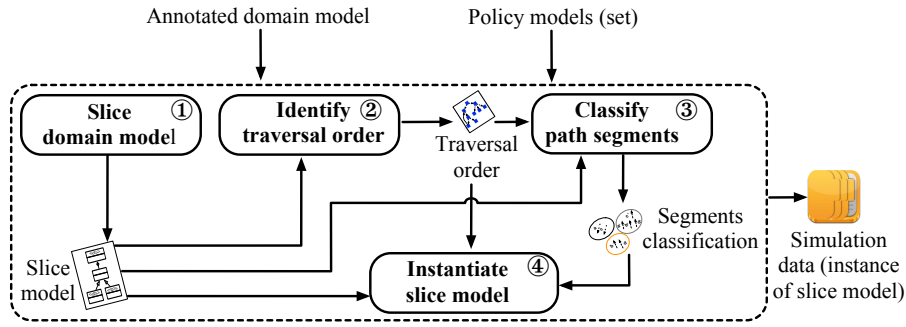 Annotated domain model
Policy models (set)
Slice ①
domain model
Identify ②
traversal order
Classify ③
path segments
Traversal
order
Segments
classification
Slice
model
Instantiate ④
slice model
Simulation
data (instance
of slice model)